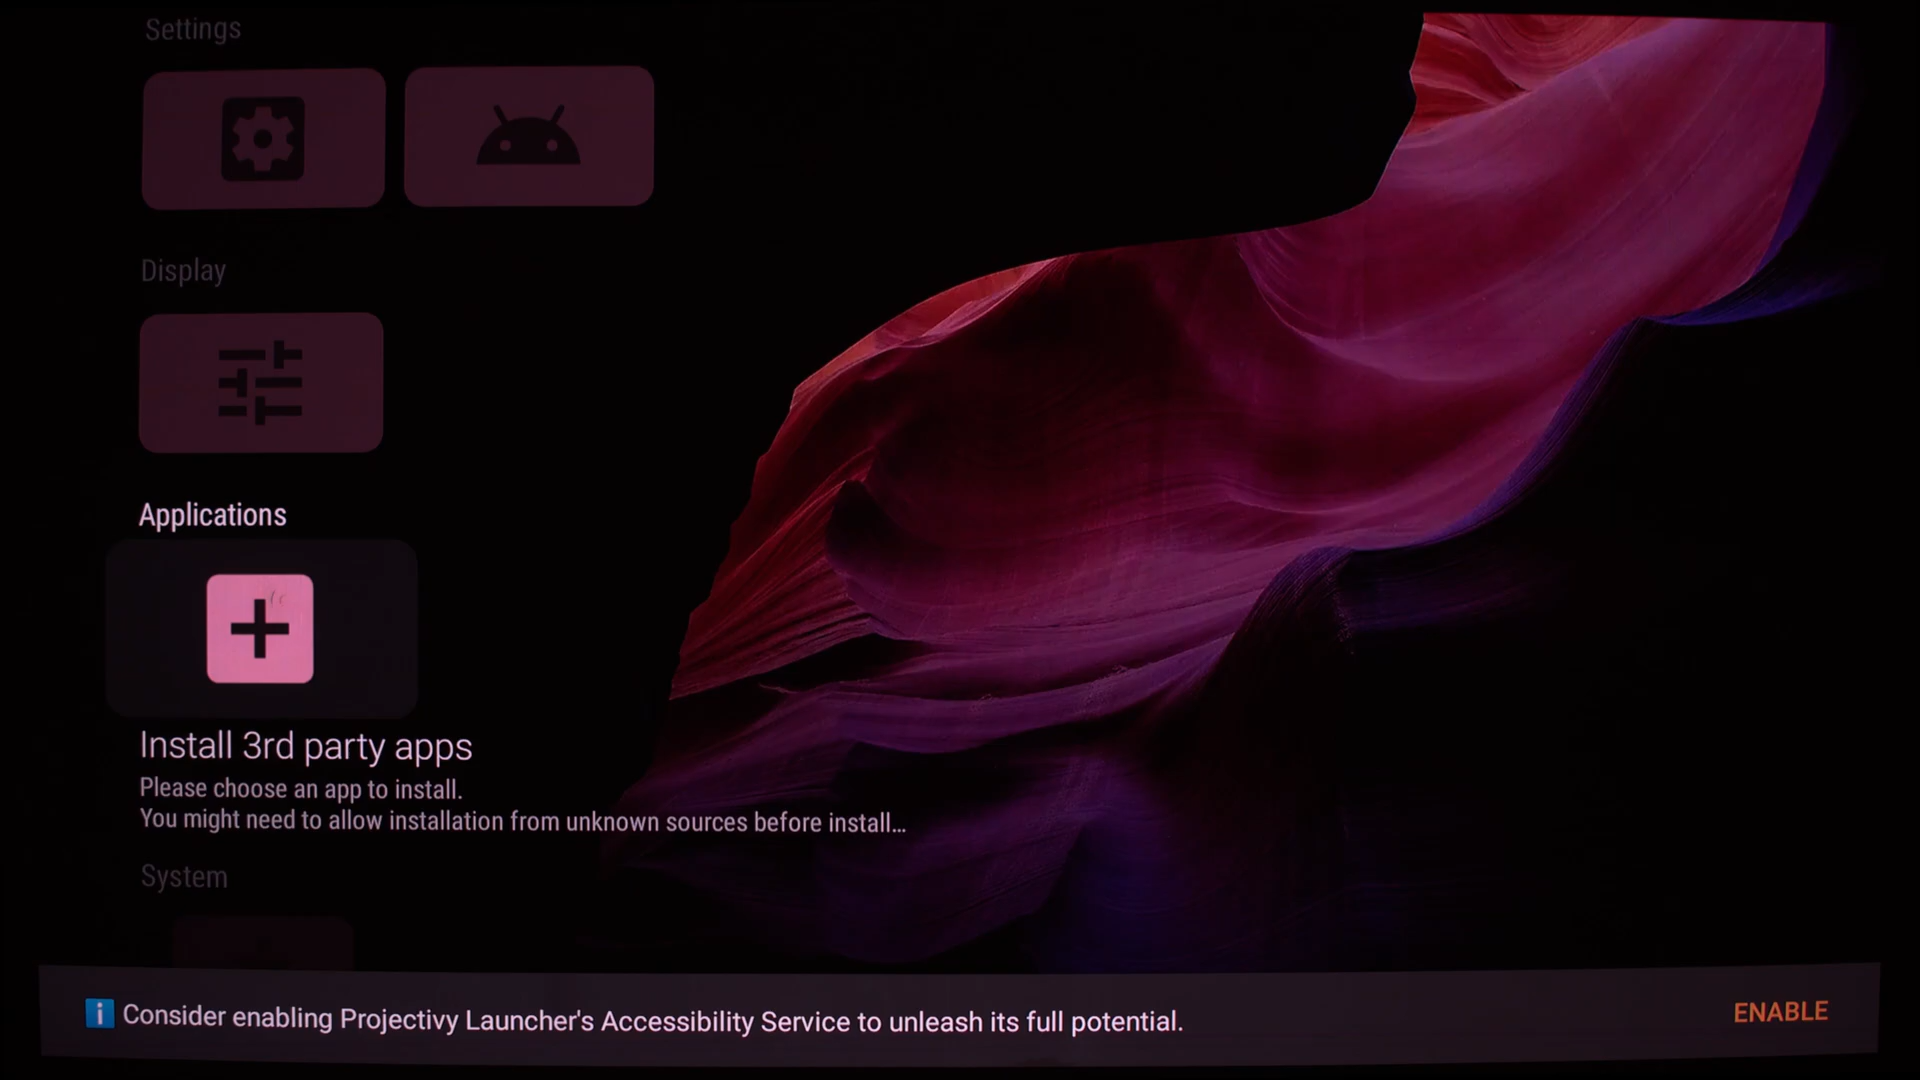 Settings
Display
Applications
Install 3rd party apps
Please choose an app to install.
You might need to allow installation from unknown sources before install...
System
Consider enabling Projectivy Launcher's Accessibility Service to unleash its full potential.
ENABLE